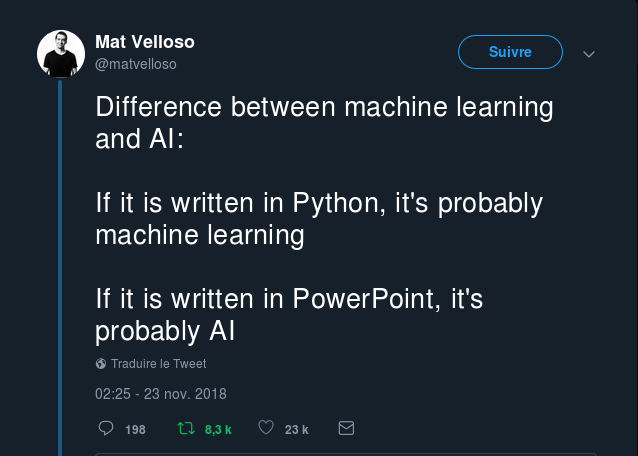 Mat Velloso
@matvelloso
Suivre
Difference between machine learning
and AI:
If it is written in Python, it's probably
machine learning
If it is written in PowerPoint, it's
probably AI
Traduire le Tweet
02:25 - 23 nov. 2018
198 8,3 k 23 k